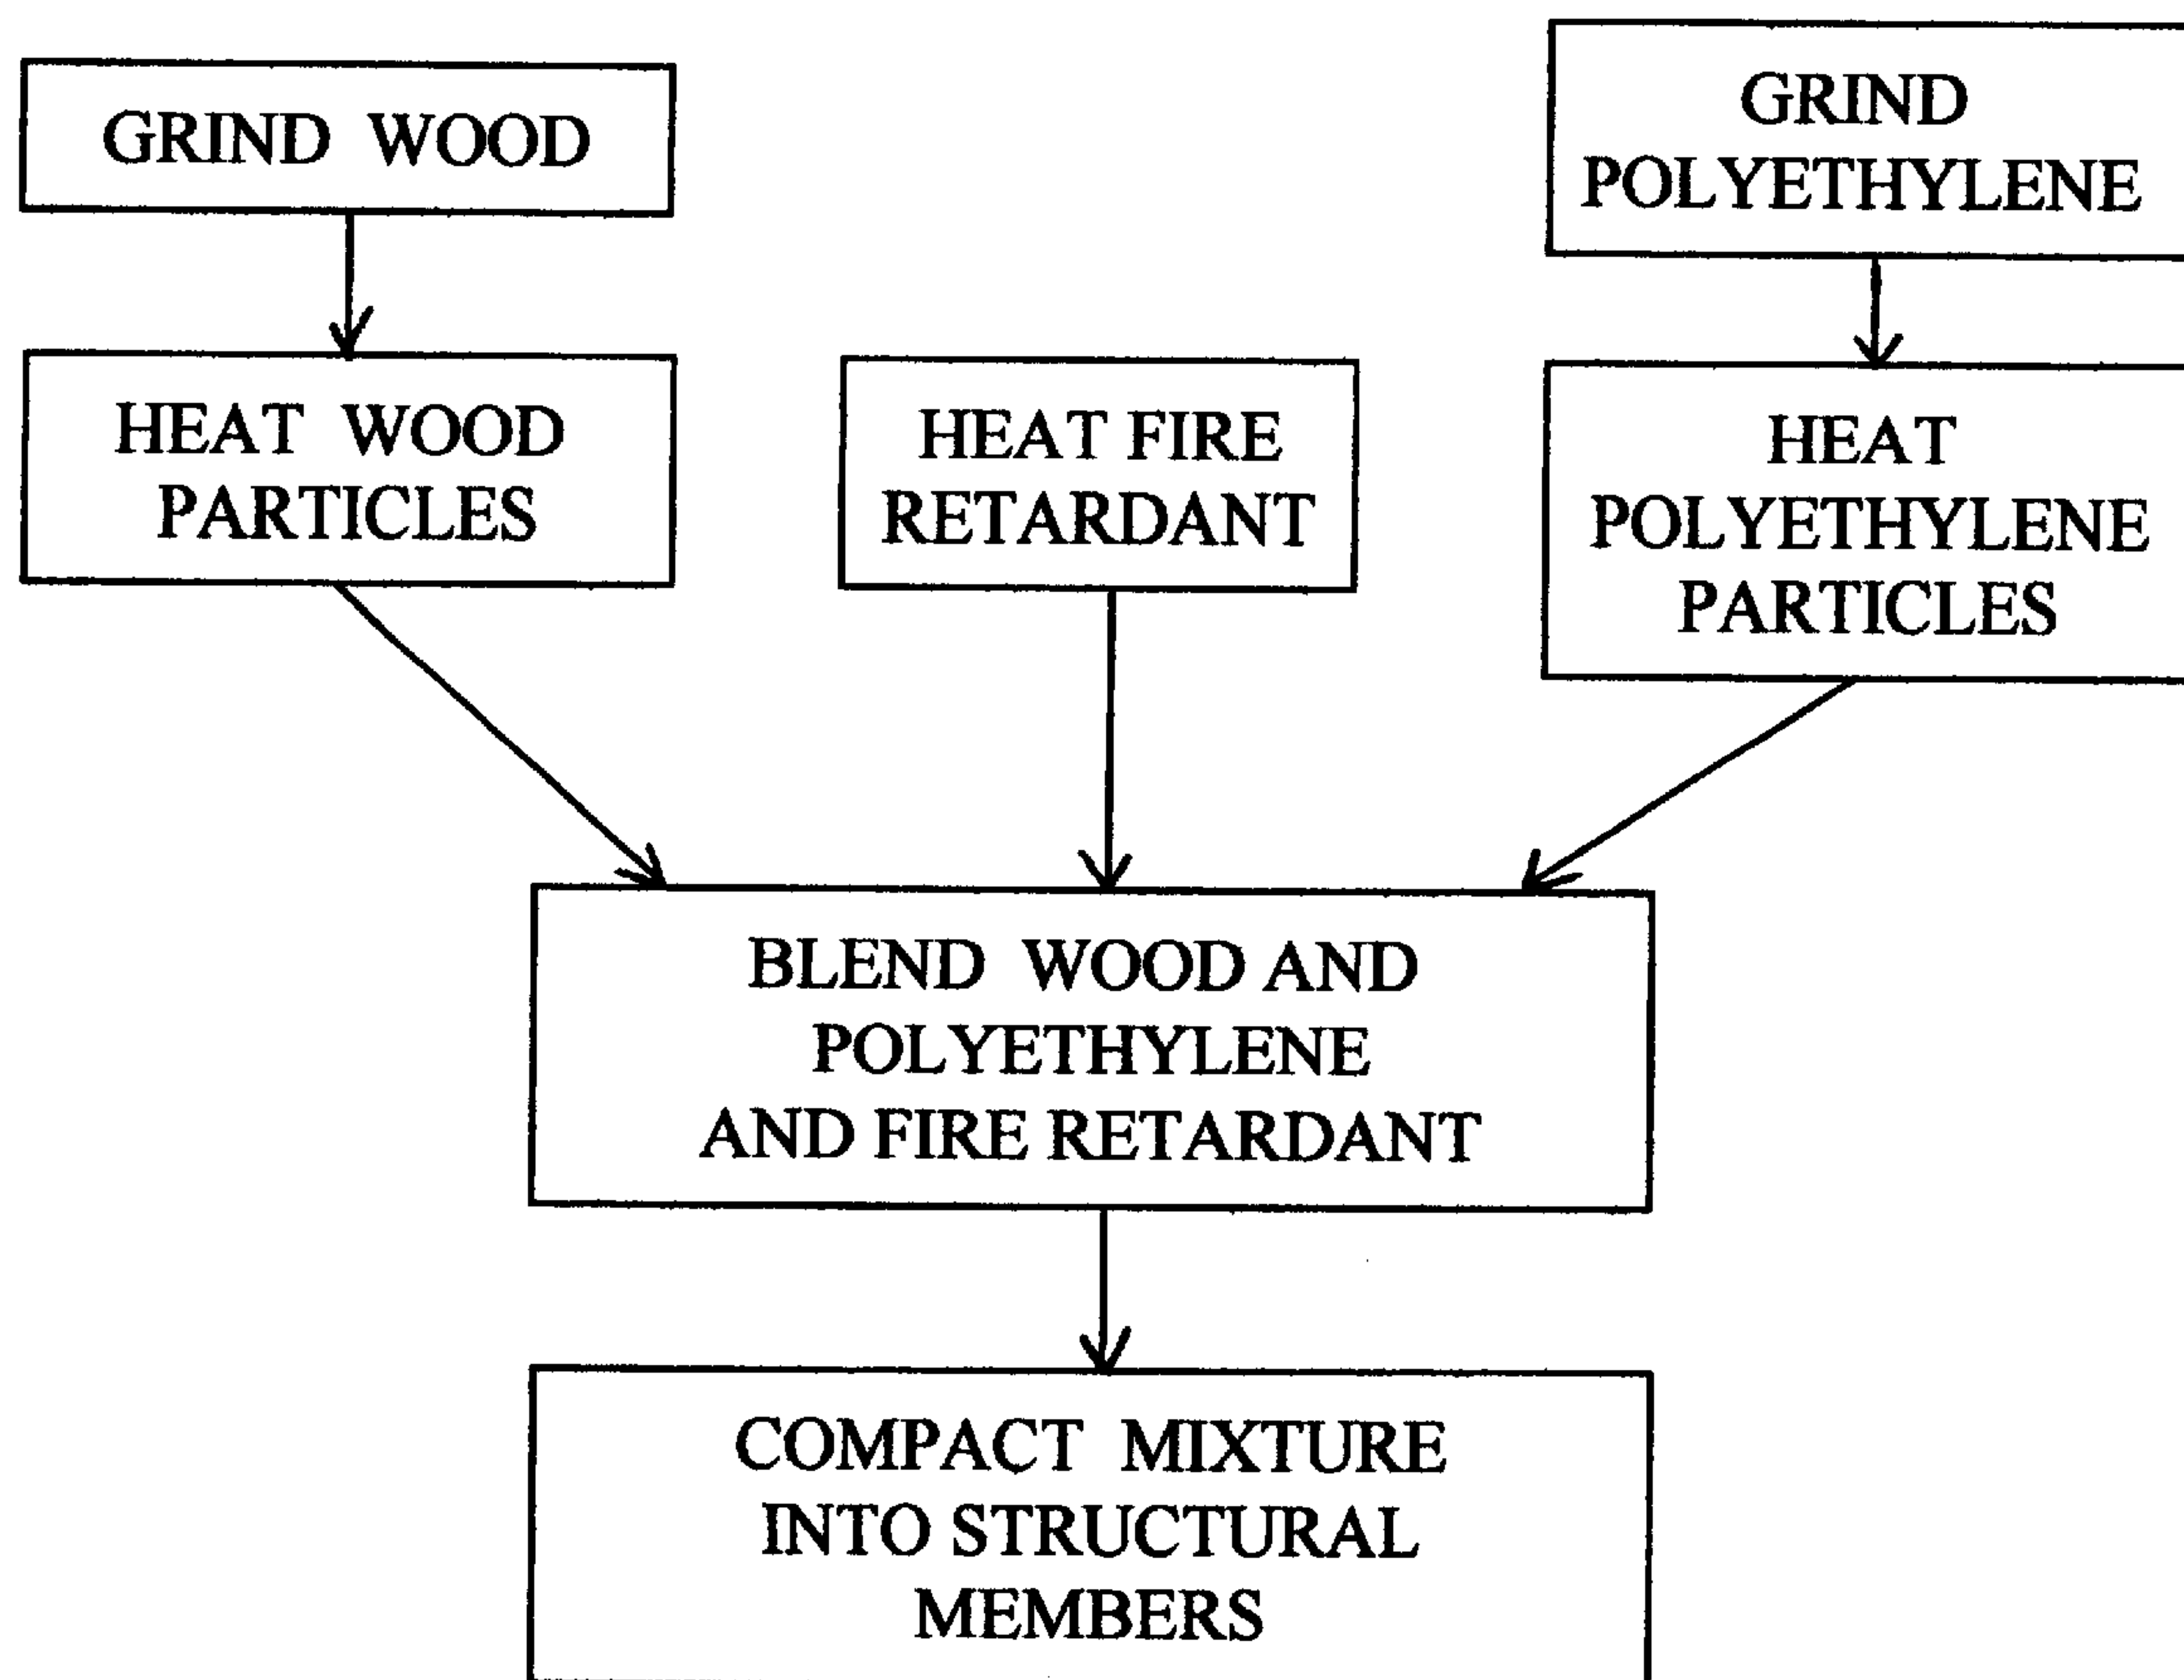 GRIND WOOD
GRIND
POLYETHYLENE
HEAT WOOD
PARTICLES
HEAT FIRE
RETARDANT
HEAT
POLYETHYLENE
PARTICLES
BLEND WOOD AND
POLYETHYLENE
AND FIRE RETARDANT
COMPACT MIXTURE
INTO STRUCTURAL
MEMBERS